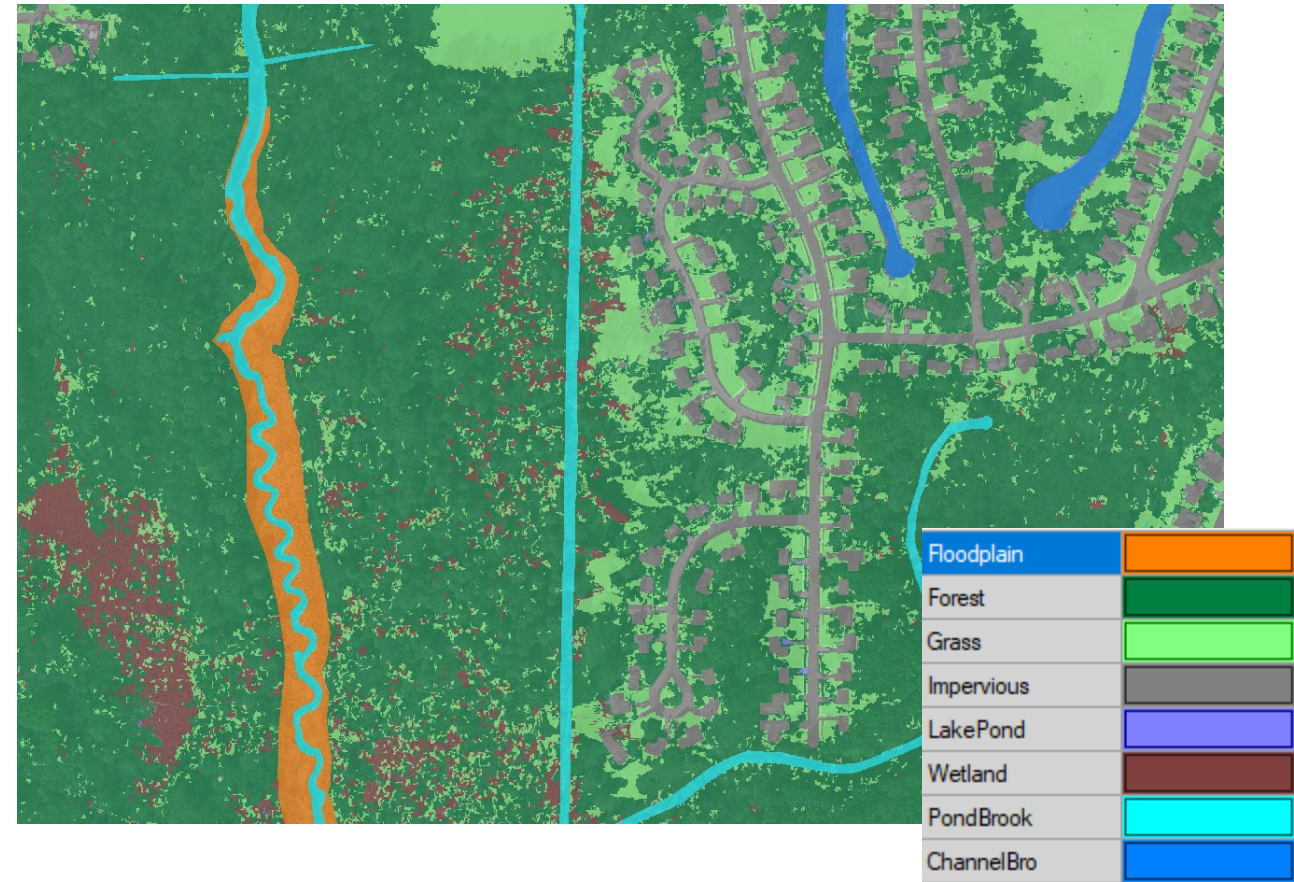 Floodplain
Forest
Grass
Impervious
LakePond
Wetland
PondBrook
ChannelBro